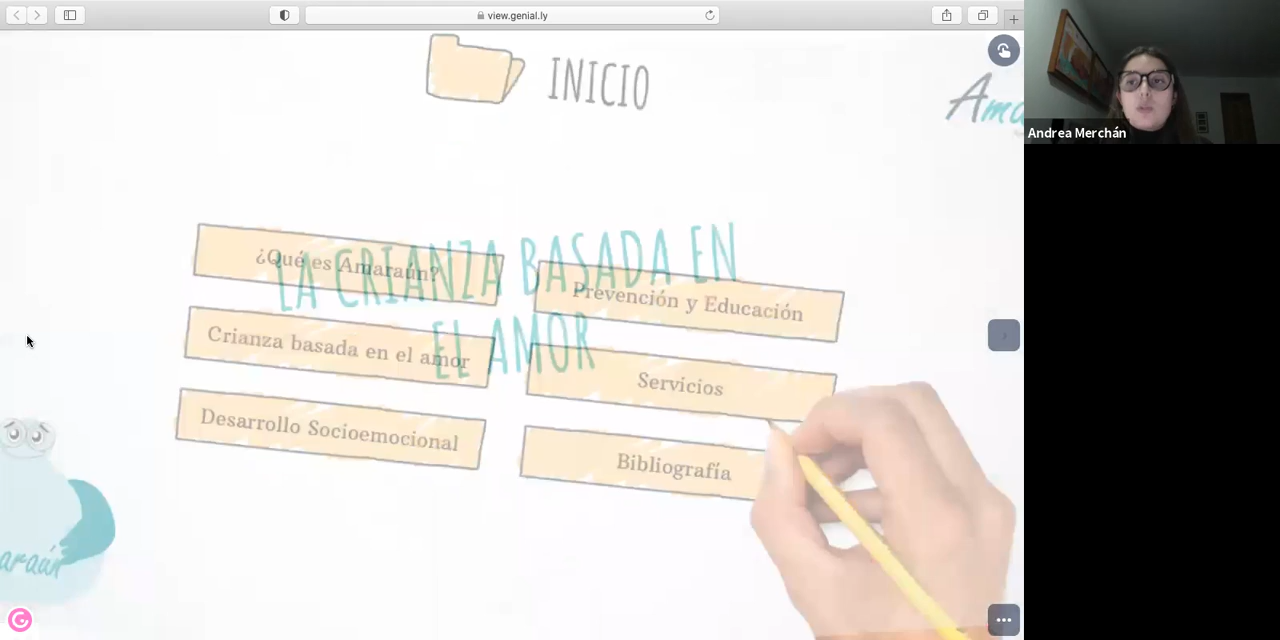 view.genial.ly
INICIO
Ama
Andrea Merchán
LA CRIANZA BASADA EN
EL AMOR
¿Qué es Amaraún?
Prevención y Educación
Crianza basada en el amor
Servicios
Desarrollo Socioemocional
Bibliografía
araún